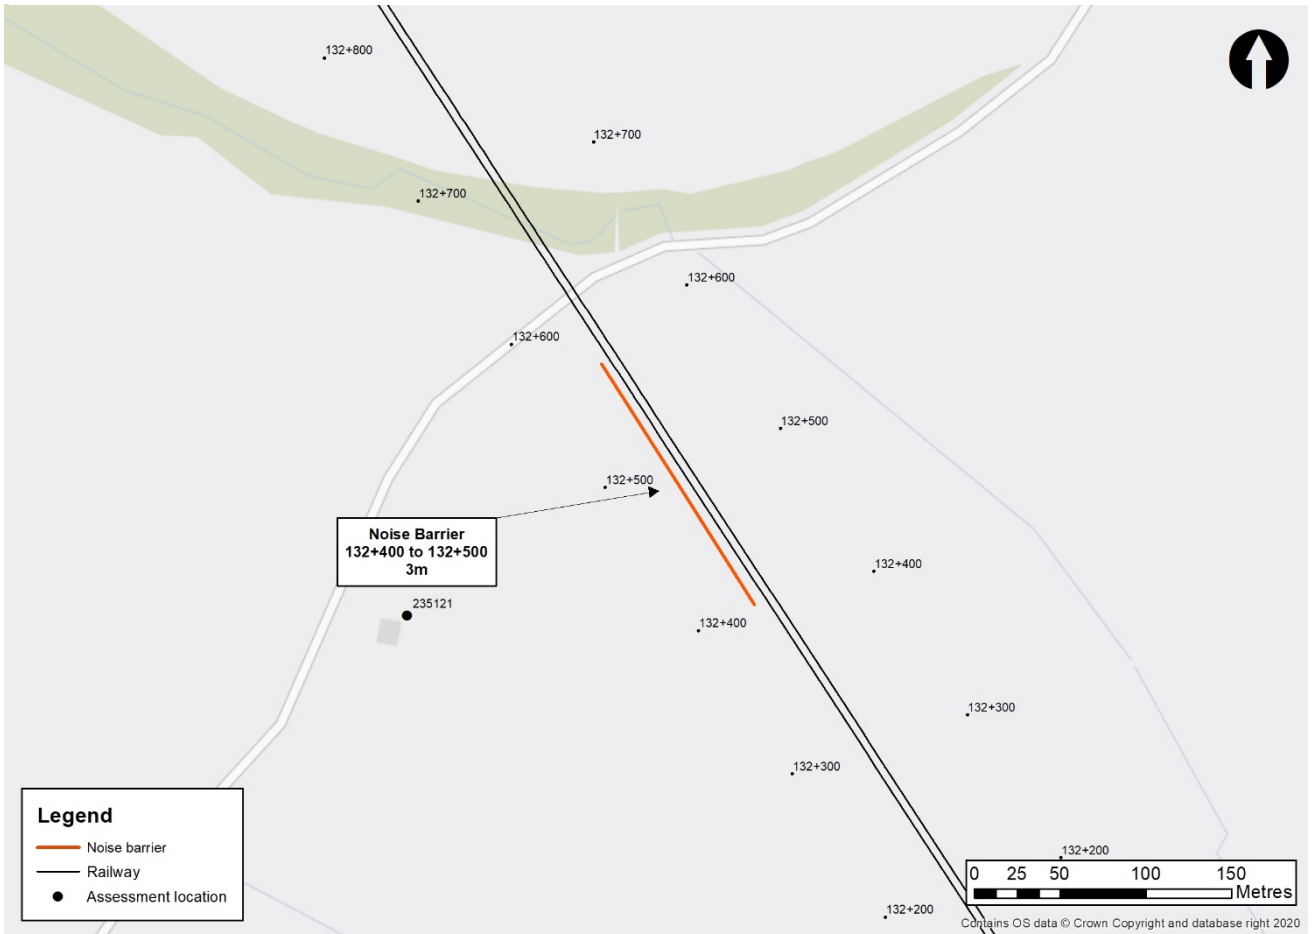 132+800
132+700
132+700
132+600
132+600
132+500
132+500
Noise Barrier
132+400 to 132+500
3m
132+400
235121
132+400
132+300
132+300
Legend
Noise barrier
Railway
Assessment location
132+200
0 25 50 100 150
Metres
132+200
Contains OS data © Crown Copyright and database right 2020